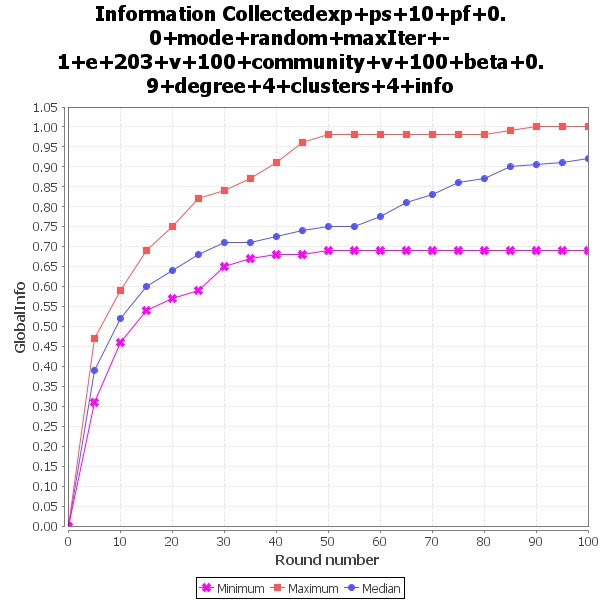 Information Collectedexp+ps+10+pf+0.
0+mode+random+maxIter+-
1+e+203+v+100+community+v+100+beta+0.
9+degree+4+clusters+4+info
1.05
1.00
0.95
0.90
0.85
0.80
0.75
0.70
0.65
0.60
0.55
0.50
0.45
0.40
0.35
0.30
0.25
0.20
0.15
0.10
0.05
0.00
GlobalInfo
0 10 20 30 40 50 60 70 80 90 100
Round number
Minimum Maximum Median